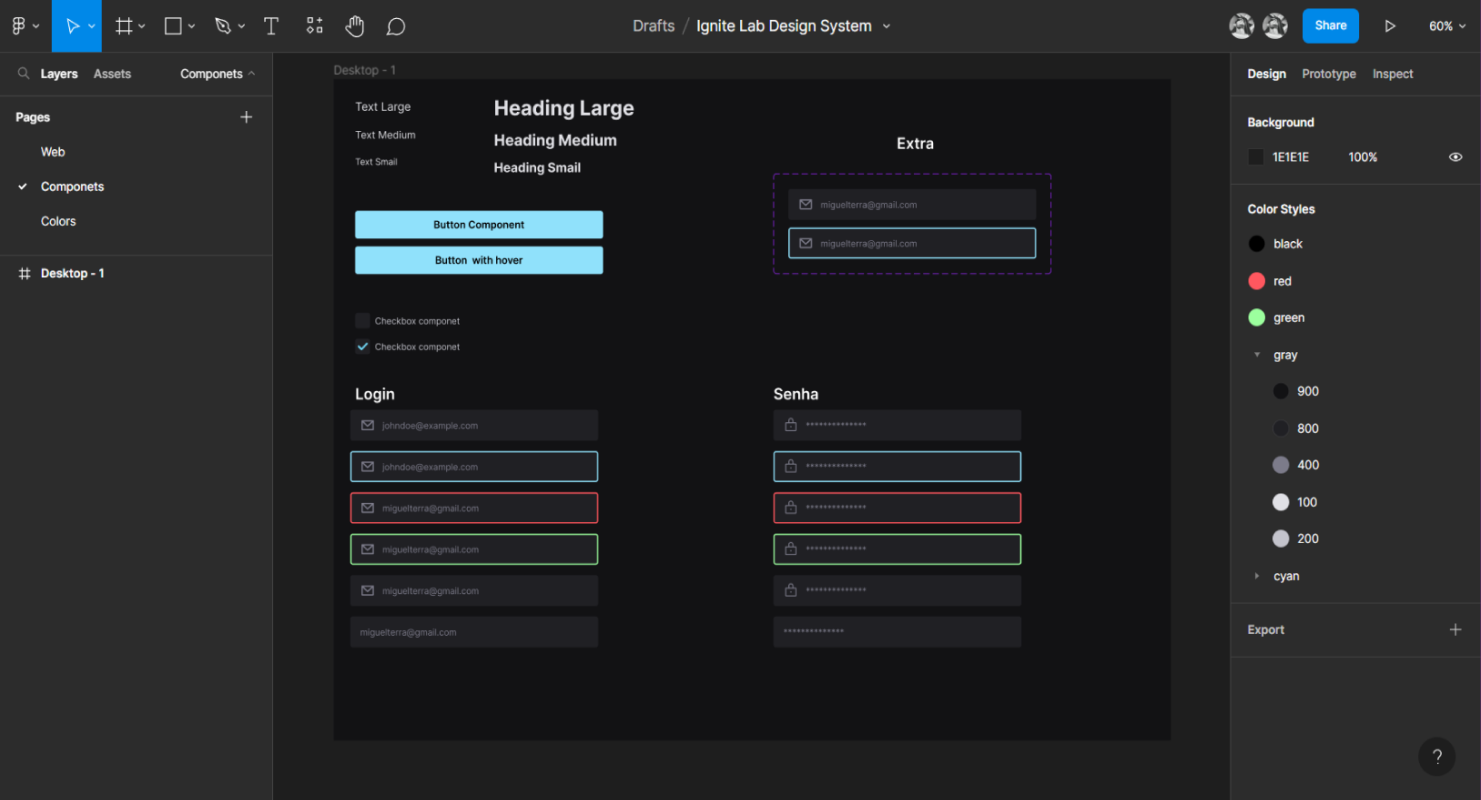 Drafts / Ignite Lab Design System
Share
60%
Layers Assets Componets
Pages
Web
Componets
Colors
Desktop - 1
Desktop - 1
Text Large
Text Medium
Text Smail
Heading Large
Heading Medium
Heading Smail
Extra
miguelterra@gmail.com
miguelterra@gmail.com
Button Component
Button with hover
Checkbox componet
Checkbox componet
Login
johndoe@example.com
johndoe@example.com
miguelterra@gmail.com
miguelterra@gmail.com
miguelterra@gmail.com
miguelterra@gmail.com
Senha
**************
**************
**************
**************
**************
**************
Design Prototype Inspect
Background
1E1E1E 100%
Color Styles
black
red
green
gray
900
800
400
100
200
cyan
Export
?